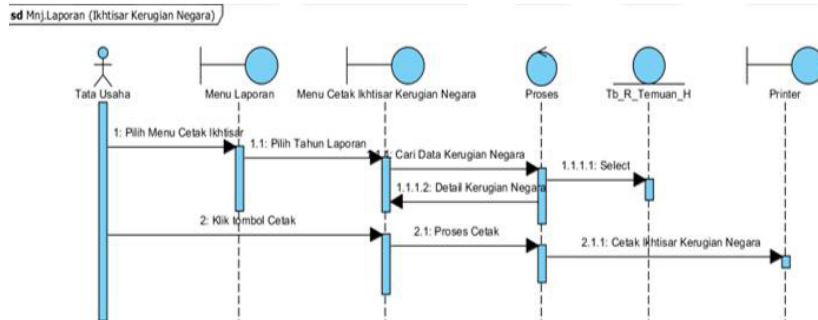 sd Mnj.Laporan (Ikhtisar Kerugian Negara)
Tata Usaha
Menu Laporan
Menu Cetak Ikhtisar Kerugian Negara
Proses
Tb_R_Temuan_H
Printer
1: Pilih Menu Cetak Ikhtisar
1.1: Pilih Tahun Laporan
1.1.1: Cari Data Kerugian Negara
1.1.1.1: Select
1.1.1.2: Detail Kerugian Negara
2: Klik tombol Cetak
2.1: Proses Cetak
2.1.1: Cetak Ikhtisar Kerugian Negara